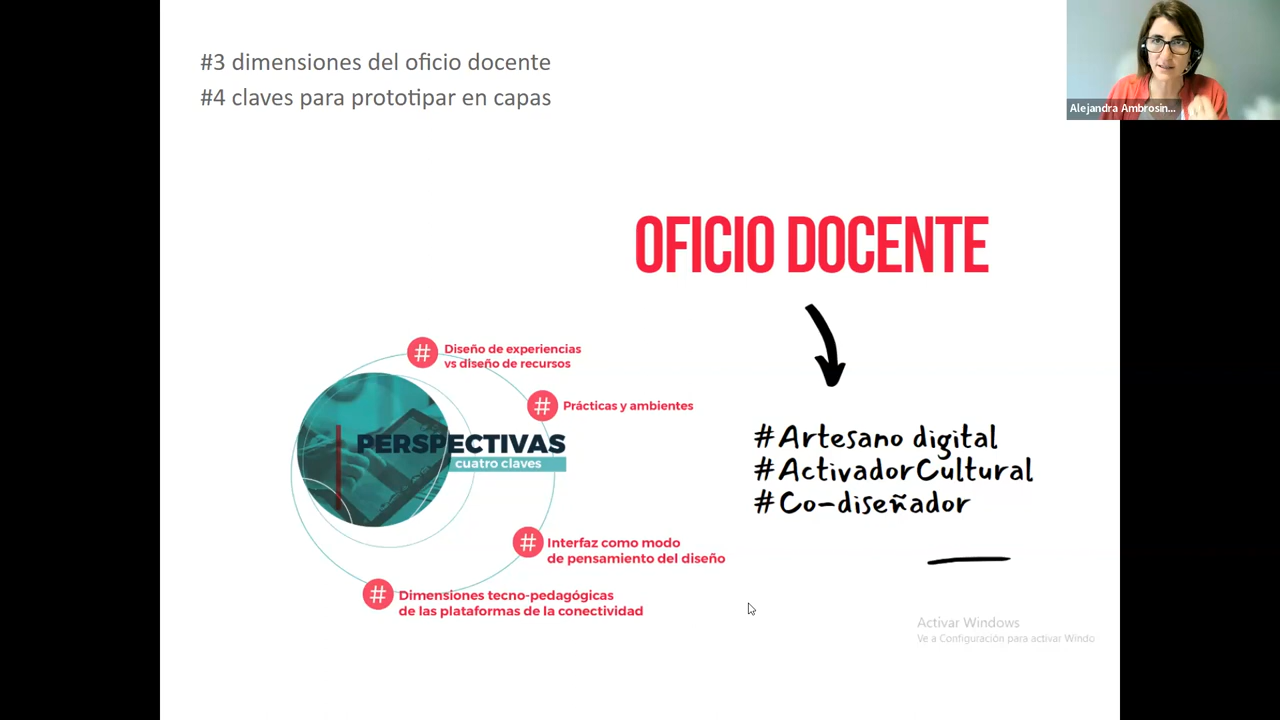 #3 dimensiones del oficio docente
#4 claves para prototipar en capas
Alejandra Ambrosin...
OFICIO DOCENTE
# Diseño de experiencias
vs diseño de recursos
# Prácticas y ambientes
PERSPECTIVAS
cuatro claves
#Artesano digital
#ActivadorCultural
#Co-diseñador
# Interfaz como modo
de pensamiento del diseño
# Dimensiones tecno-pedagógicas
de las plataformas de la conectividad
Activar Windows
Ve a Configuración para activar Windo